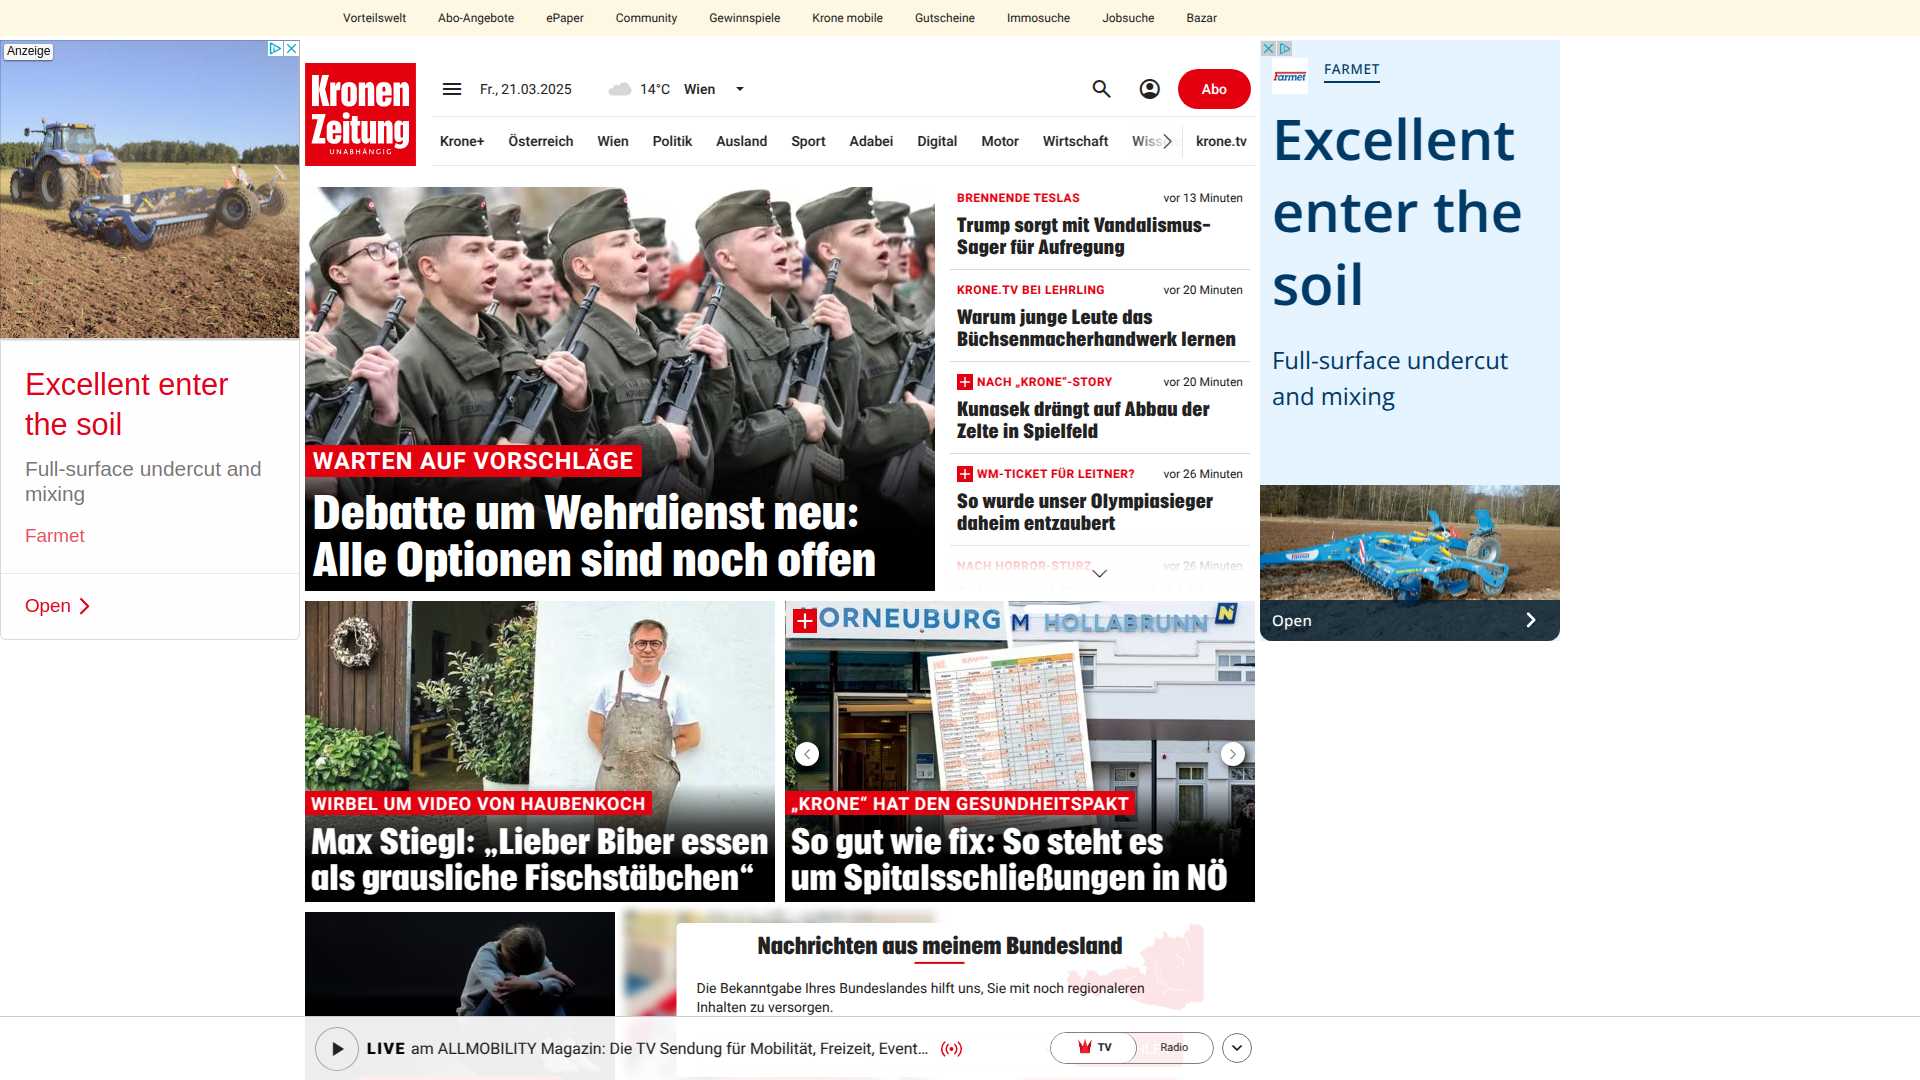 Vorteilswelt
Abo-Angebote
ePaper
Community
Gewinnspiele
Krone mobile
Gutscheine
Immosuche
Jobsuche
Bazar
Anzeige
Excellent enter
the soil
Full-surface undercut and
mixing
Farmet
Open
Kronen
Zeitung
UNABHÄNGIG
Fr., 21.03.2025
14°C Wien
Abo
Krone+
Österreich
Wien
Politik
Ausland
Sport
Adabei
Digital
Motor
Wirtschaft
Wiss
krone.tv
WARTEN AUF VORSCHLÄGE
Debatte um Wehrdienst neu:
Alle Optionen sind noch offen
BRENNENDE TESLAS vor 13 Minuten
Trump sorgt mit Vandalismus-
Sager für Aufregung
KRONE.TV BEI LEHRLING vor 20 Minuten
Warum junge Leute das
Büchsenmacherhandwerk lernen
NACH „KRONE“-STORY vor 20 Minuten
Kunasek drängt auf Abbau der
Zelte in Spielfeld
WM-TICKET FÜR LEITNER? vor 26 Minuten
So wurde unser Olympiasieger
daheim entzaubert
NACH HORROR-STURZ vor 26 Minuten
WIRBEL UM VIDEO VON HAUBENKOCH
Max Stiegl: „Lieber Biber essen
als grausliche Fischstäbchen“
ORNEUBURG
M HOLLABRUNN
N
„KRONE“ HAT DEN GESUNDHEITSPAKT
So gut wie fix: So steht es
um Spitalsschließungen in NÖ
Nachrichten aus meinem Bundesland
Die Bekanntgabe Ihres Bundeslandes hilft uns, Sie mit noch regionaleren
Inhalten zu versorgen.
LIVE am ALLMOBILITY Magazin: Die TV Sendung für Mobilität, Freizeit, Event...
TV
Radio
farmet
FARMET
Excellent
enter the
soil
Full-surface undercut
and mixing
Open